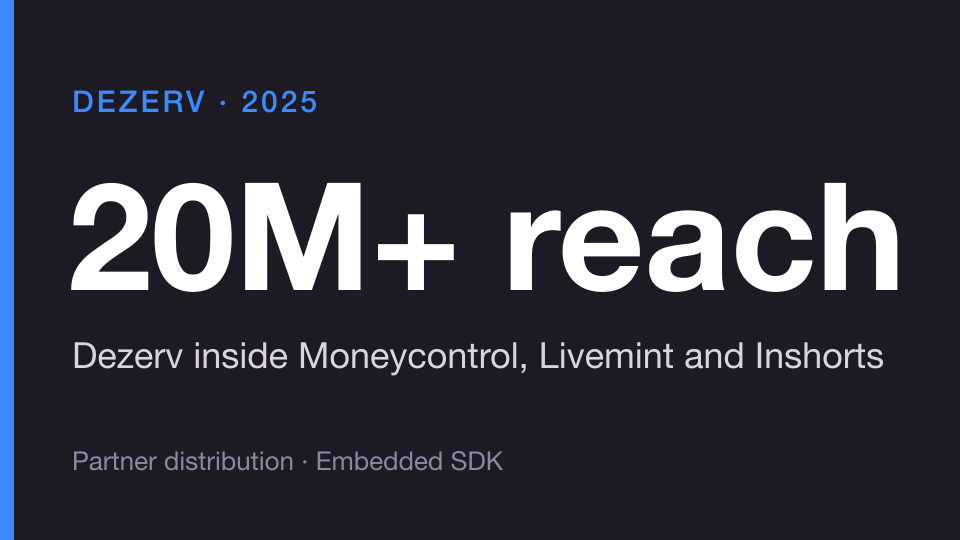 DEZERV · 2025
20M+ reach
Dezerv inside Moneycontrol, Livemint and Inshorts
Partner distribution · Embedded SDK